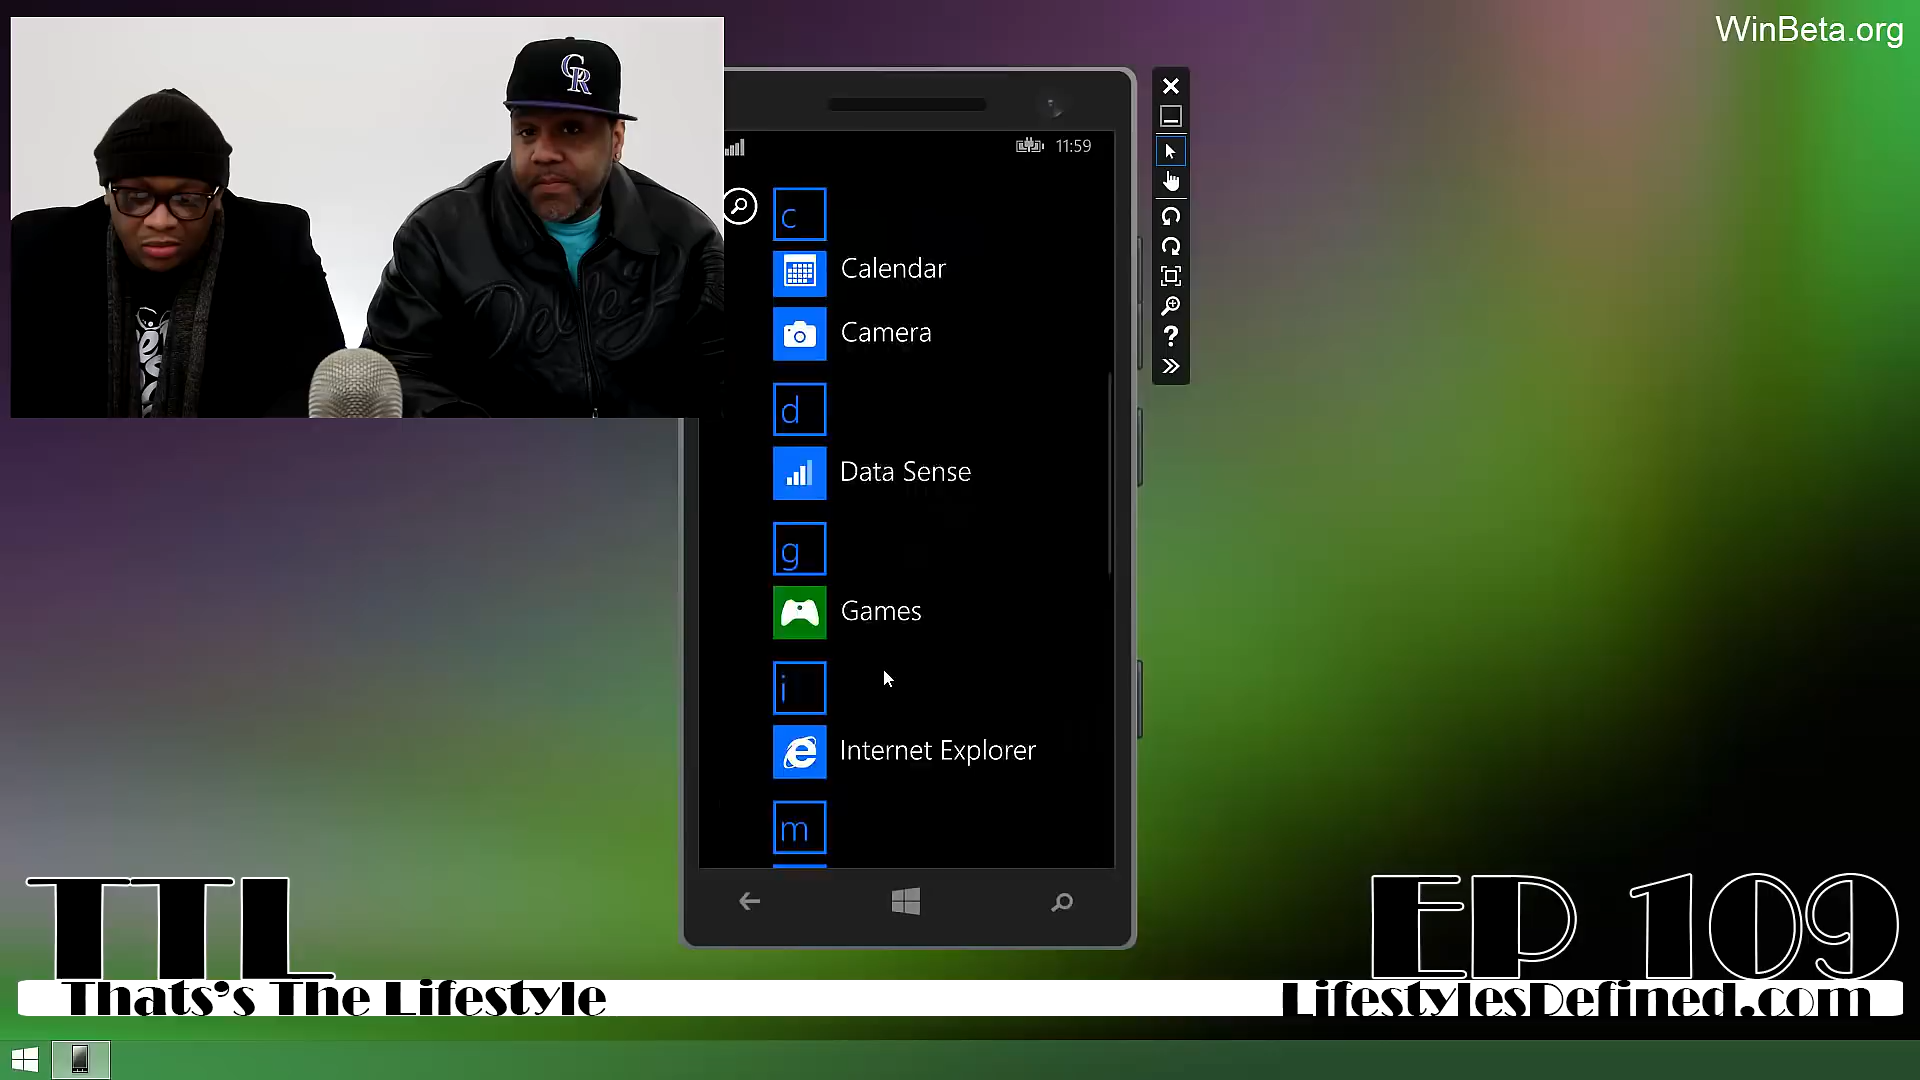 WinBeta.org
CR
11:59
c
Calendar
Camera
d
Data Sense
g
Games
i
Internet Explorer
m
TTL
EP 109
Thats's The Lifestyle
LifestylesDefined.com